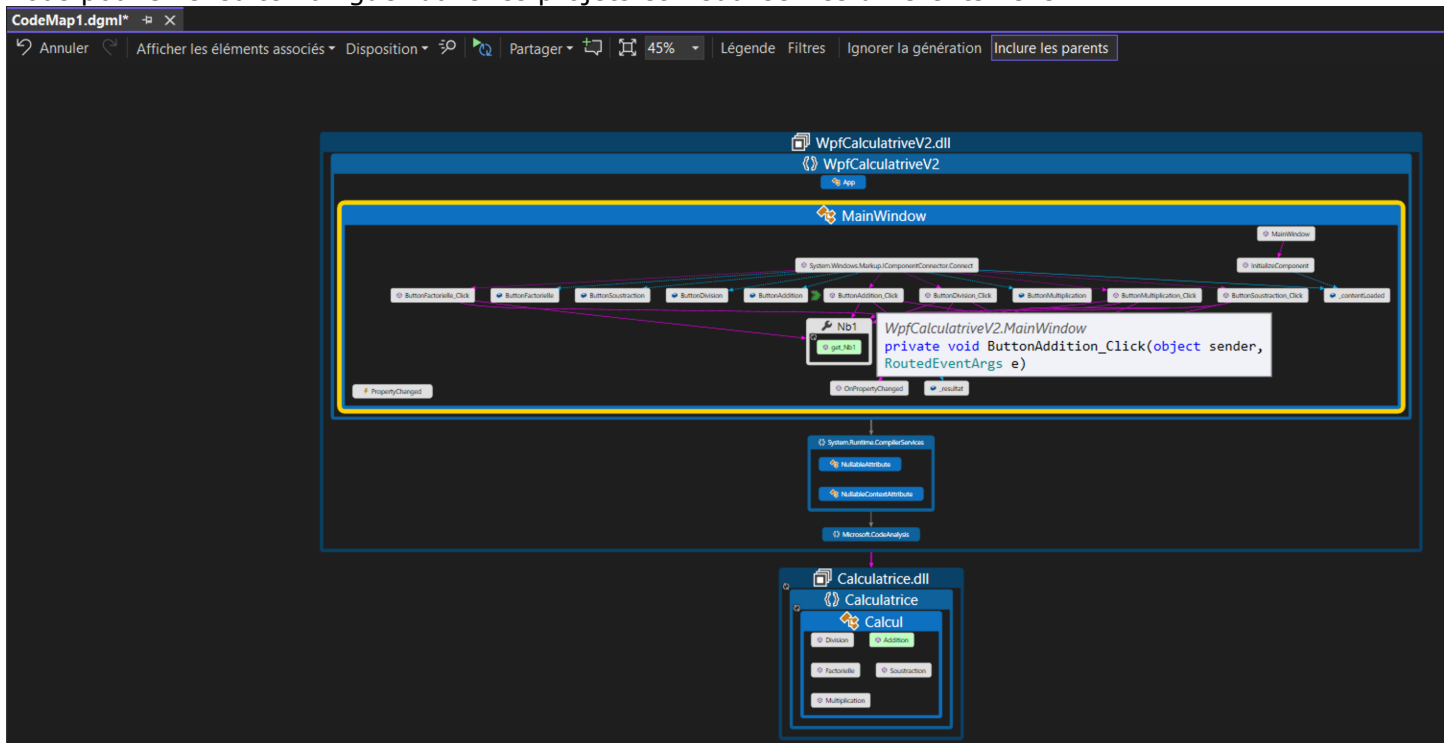 CodeMap1.dgml*
Annuler Afficher les éléments associés Disposition Partager 45% Légende Filtres Ignorer la génération Inclure les parents
WpfCalculatriveV2.dll
WpfCalculatriveV2
App
MainWindow
MainWindow
System.Windows.Markup.IComponentConnector.Connect
InitializeComponent
ButtonFactorielle_Click ButtonFactorielle ButtonSoustraction ButtonDivision ButtonAddition ButtonAddition_Click ButtonDivision_Click ButtonMultiplication ButtonMultiplication_Click ButtonSoustraction_Click _contentLoaded
Nb1
get_Nb1
WpfCalculatriveV2.MainWindow
private void ButtonAddition_Click(object sender,
RoutedEventArgs e)
PropertyChanged
OnPropertyChanged _resultat
System.Runtime.CompilerServices
NullableAttribute
NullableContextAttribute
Microsoft.CodeAnalysis
Calculatrice.dll
Calculatrice
Calcul
Division Addition
Factorielle Soustraction
Multiplication